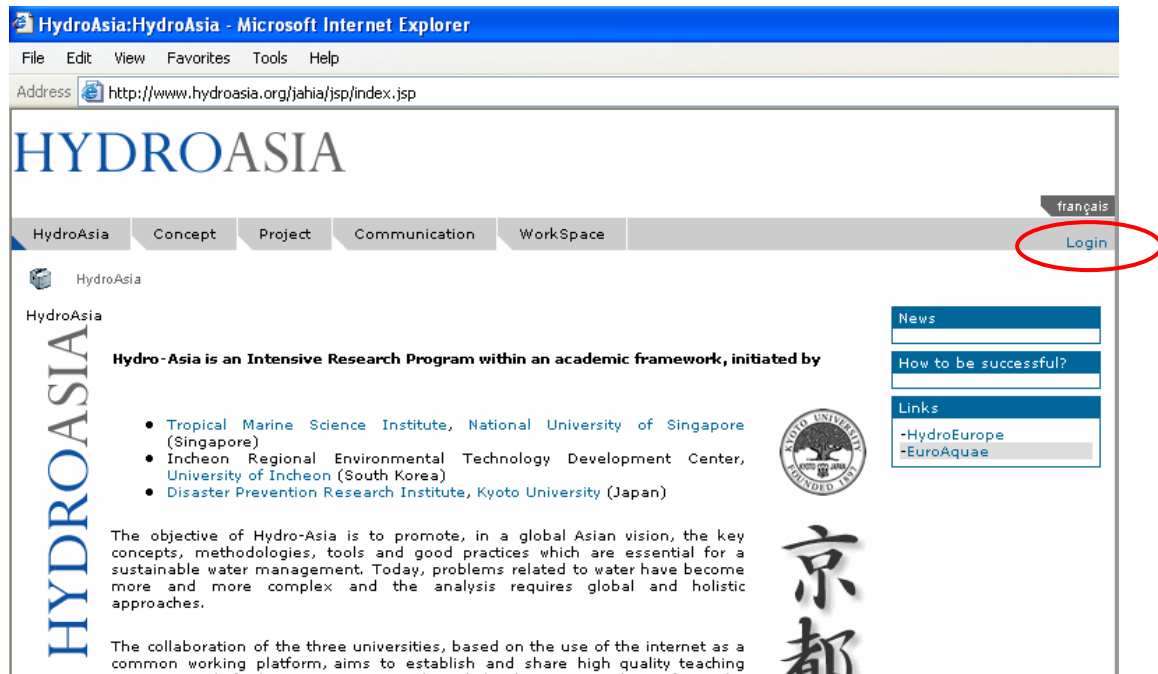 HydroAsia:HydroAsia - Microsoft Internet Explorer
File Edit View Favorites Tools Help
Address http://www.hydroasia.org/jahia/jsp/index.jsp
HYDROASIA
français
HydroAsia Concept Project Communication WorkSpace
Login
HydroAsia
HydroAsia
HYDROASIA
Hydro-Asia is an Intensive Research Program within an academic framework, initiated by
• Tropical Marine Science Institute, National University of Singapore
(Singapore)
• Incheon Regional Environmental Technology Development Center,
University of Incheon (South Korea)
• Disaster Prevention Research Institute, Kyoto University (Japan)
The objective of Hydro-Asia is to promote, in a global Asian vision, the key
concepts, methodologies, tools and good practices which are essential for a
sustainable water management. Today, problems related to water have become
more and more complex and the analysis requires global and holistic
approaches.
The collaboration of the three universities, based on the use of the internet as a
common working platform, aims to establish and share high quality teaching
KYOTO UNIVERSITY
FOUNDED 1897
KYOTO JAPAN
京
都
News
How to be successful?
Links
-HydroEurope
-EuroAquae